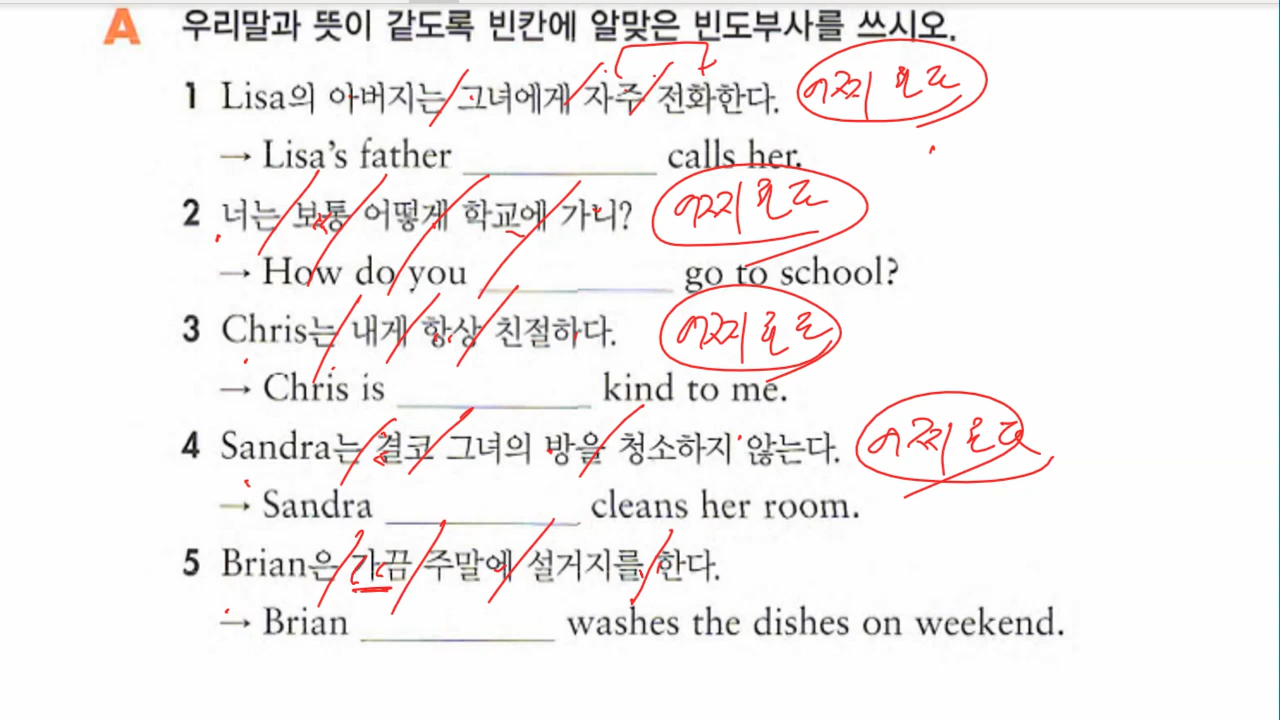 A 우리말과 뜻이 같도록 빈칸에 알맞은 빈도부사를 쓰시오.
1 Lisa의 아버지는 그녀에게 자주 전화한다.
→ Lisa's father ____________ calls her.
2 너는 보통 어떻게 학교에 가니?
→ How do you ____________ go to school?
3 Chris는 내게 항상 친절하다.
→ Chris is ____________ kind to me.
4 Sandra는 결코 그녀의 방을 청소하지 않는다.
→ Sandra ____________ cleans her room.
5 Brian은 가끔 주말에 설거지를 한다.
→ Brian ____________ washes the dishes on weekend.